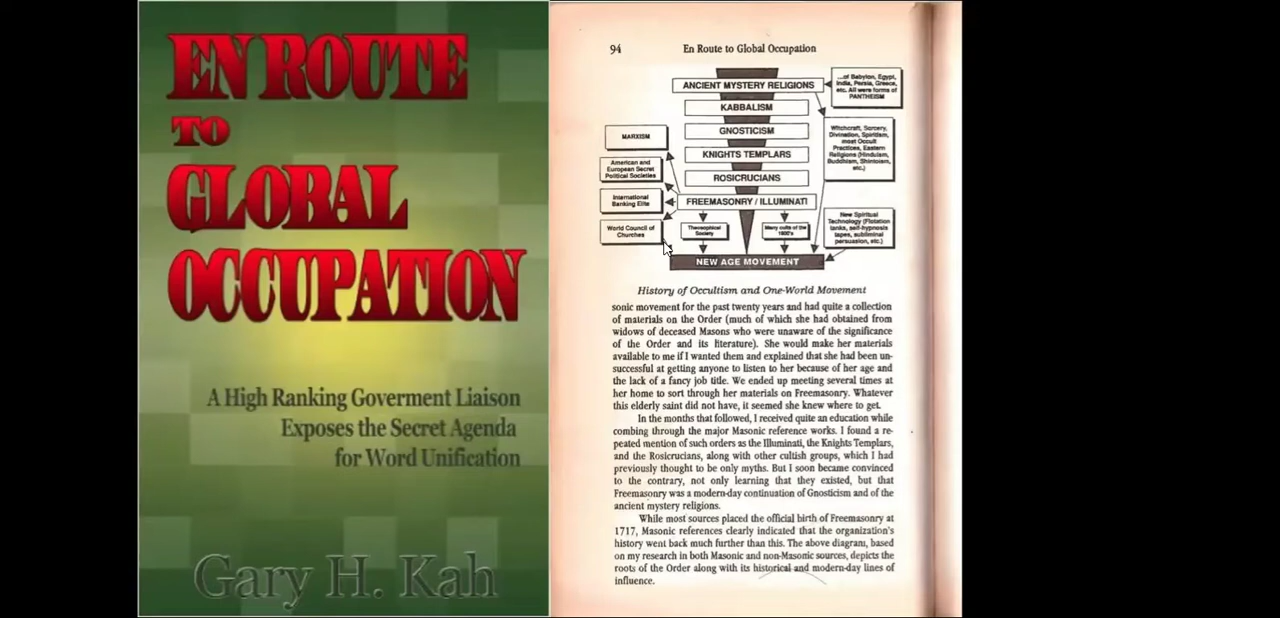 EN ROUTE
TO
GLOBAL
OCCUPATION
A High Ranking Goverment Liaison
Exposes the Secret Agenda
for Word Unification
Gary H. Kah
94 En Route to Global Occupation
ANCIENT MYSTERY RELIGIONS
KABBALISM
GNOSTICISM
KNIGHTS TEMPLARS
ROSICRUCIANS
FREEMASONRY / ILLUMINATI
MARXISM
American and
European Secret
Political Societies
International
Banking Elite
World Council of
Churches
Theosophical
Society
Many cults of the
1800's
...of Babylon, Egypt,
India, Persia, Greece,
etc. All were forms of
PANTHEISM
Witchcraft, Sorcery,
Divination, Spiritism,
most Occult
Practices, Eastern
Religions (Hinduism,
Buddhism, Shintoism,
etc.)
New Spiritual
Technology (Flotation
tanks, self-hypnosis
tapes, subliminal
persuasion, etc.)
NEW AGE MOVEMENT
History of Occultism and One-World Movement
sonic movement for the past twenty years and had quite a collection
of materials on the Order (much of which she had obtained from
widows of deceased Masons who were unaware of the significance
of the Order and its literature). She would make her materials
available to me if I wanted them and explained that she had been un-
successful at getting anyone to listen to her because of her age and
the lack of a fancy job title. We ended up meeting several times at
her home to sort through her materials on Freemasonry. Whatever
this elderly saint did not have, it seemed she knew where to get.
In the months that followed, I received quite an education while
combing through the major Masonic reference works. I found a re-
peated mention of such orders as the Illuminati, the Knights Templars,
and the Rosicrucians, along with other cultish groups, which I had
previously thought to be only myths. But I soon became convinced
to the contrary, not only learning that they existed, but that
Freemasonry was a modern-day continuation of Gnosticism and of the
ancient mystery religions.
While most sources placed the official birth of Freemasonry at
1717, Masonic references clearly indicated that the organization's
history went back much further than this. The above diagram, based
on my research in both Masonic and non-Masonic sources, depicts the
roots of the Order along with its historical and modern-day lines of
influence.